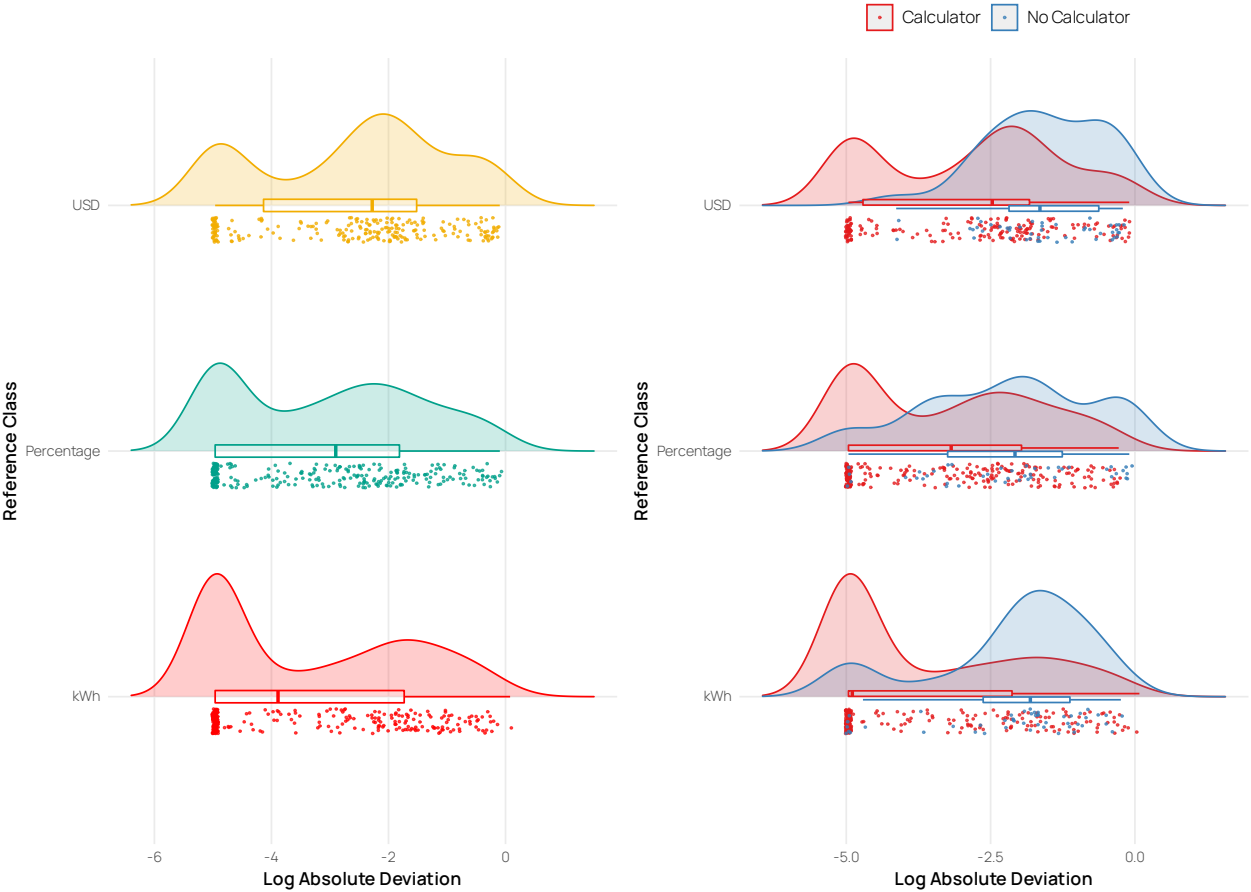 Calculator
No Calculator
USD
Percentage
kWh
Reference Class
-6
-4
-2
0
Log Absolute Deviation
USD
Percentage
kWh
Reference Class
-5.0
-2.5
0.0
Log Absolute Deviation